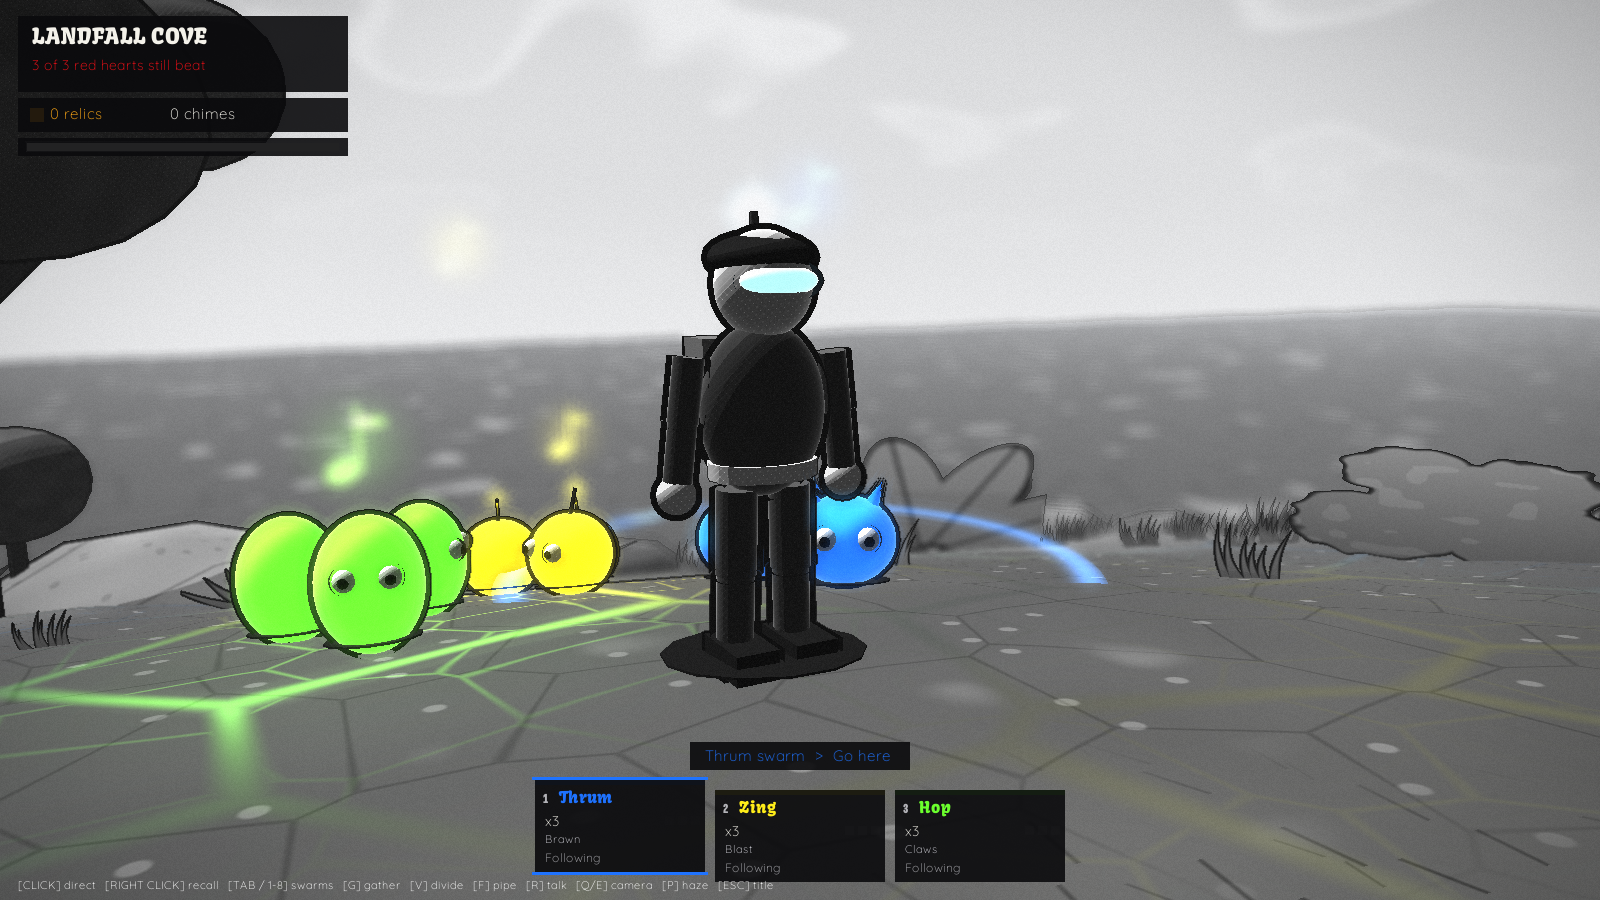 LANDFALL COVE
3 of 3 red hearts still beat
0 relics 0 chimes
Thrum swarm > Go here
1 Thrum
x3
Brawn
Following
2 Zing
x3
Blast
Following
3 Hop
x3
Claws
Following
[CLICK] direct [RIGHT CLICK] recall [TAB / 1-8] swarms [G] gather [V] divide [F] pipe [R] talk [Q/E] camera [P] haze [ESC] title